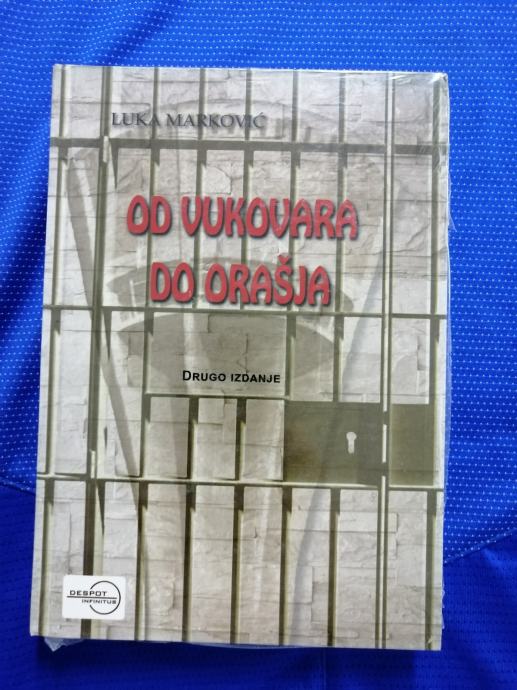 LUKA MARKOVIĆ
OD VUKOVARA
DO ORAŠJA
DRUGO IZDANJE
DESPOT
INFINITUS